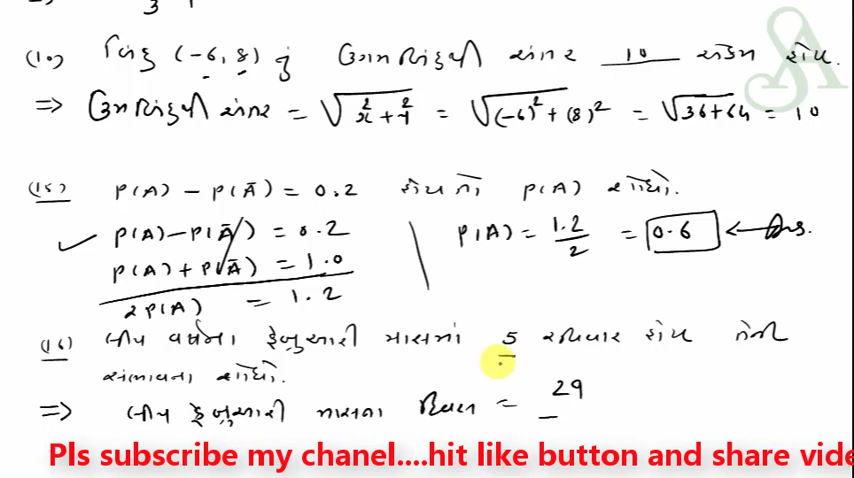 (10) બિંદુ (-6, 8) નું ઊગમબિંદુથી અંતર 10 એકમ હોય.
⇒ ઊગમબિંદુથી અંતર = √(x² + y²) = √((-6)² + (8)²) = √(36+64) = 10
(15) P(A) - P(Ā) = 0.2 હોય તો P(A) શોધો.
✓ P(A) - P(Ā) = 0.2 P(A) = 1.2/2 = 0.6 ← Ans.
P(A) + P(Ā) = 1.0
2P(A) = 1.2
(16) લીપ વર્ષના ફેબ્રુઆરી માસમાં 5 રવિવાર હોય તેની
સંભાવના શોધો.
⇒ લીપ ફેબ્રુઆરી માસના દિવસ = 29
Pls subscribe my chanel....hit like button and share vide